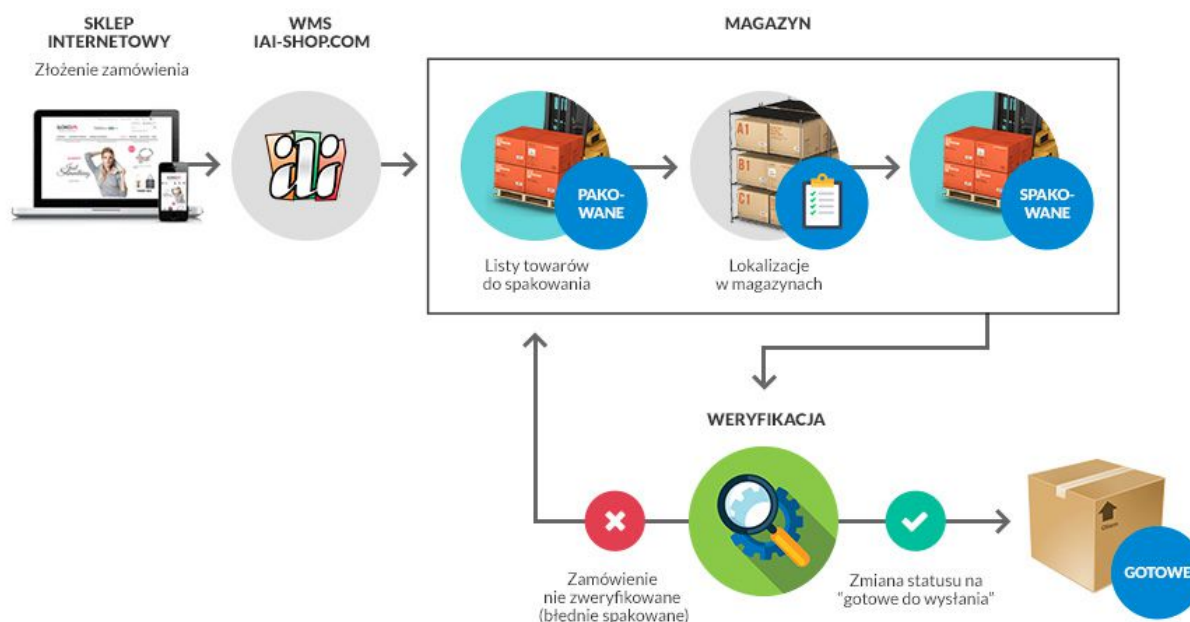 SKLEP
INTERNETOWY
Złożenie zamówienia
WMS
IAI-SHOP.COM
iai
MAGAZYN
PAKO-
WANE
Listy towarów
do spakowania
A1
B1
C1
Lokalizacje
w magazynach
SPAKO-
WANE
WERYFIKACJA
Zamówienie
nie zweryfikowane
(błędnie spakowane)
Zmiana statusu na
"gotowe do wysłania"
GOTOWE